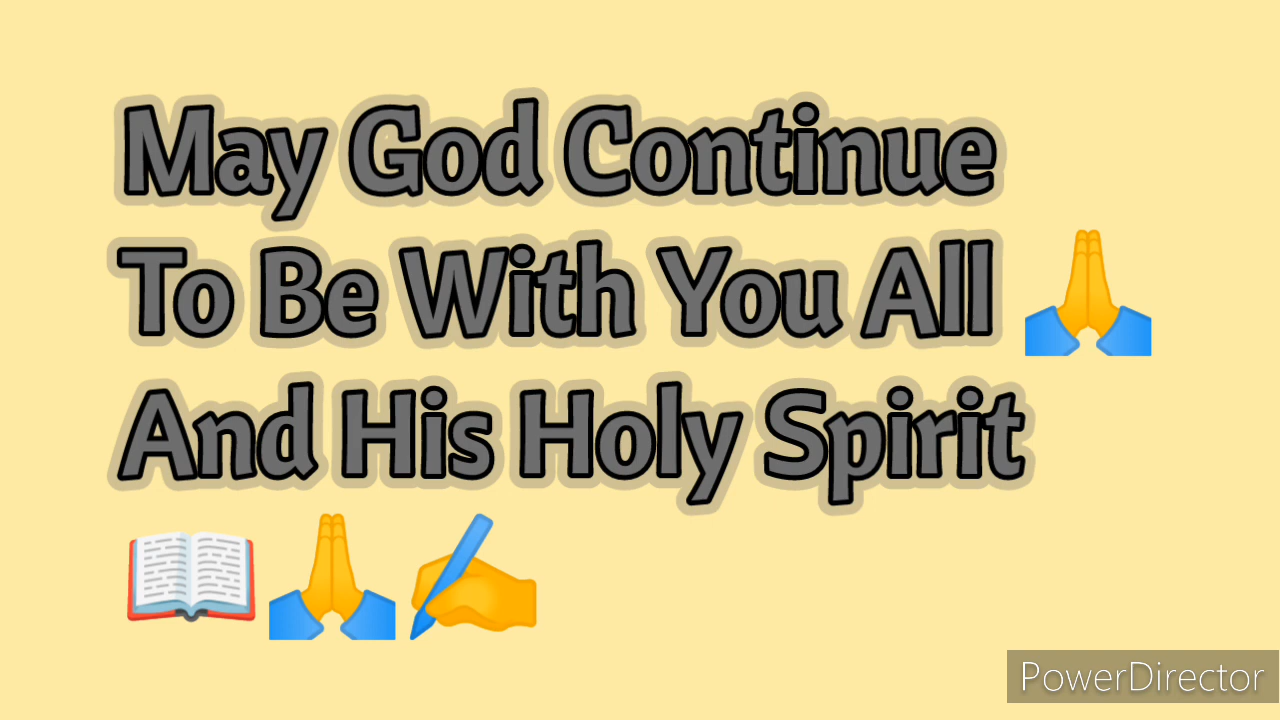 May God Continue
To Be With You All 🙏
And His Holy Spirit
📖🙏✍️
PowerDirector